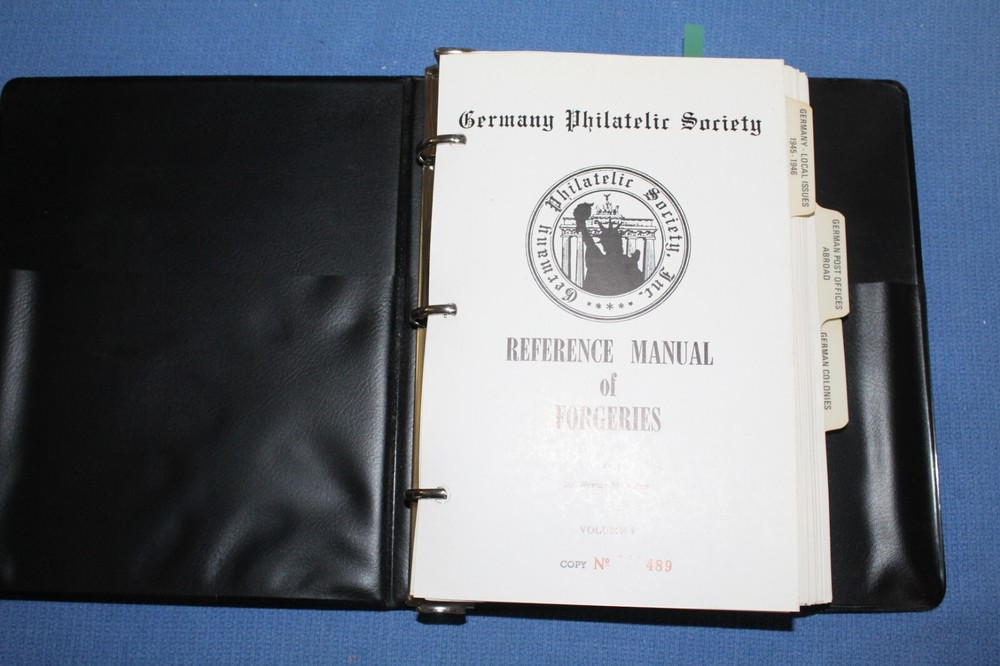 Germany Philatelic Society
Germany Philatelic Society, Inc.
REFERENCE MANUAL
of
FORGERIES
COPY Nº 489
GERMANY - LOCAL ISSUES
1945 - 1946
GERMAN POST OFFICES
ABROAD
GERMAN COLONIES